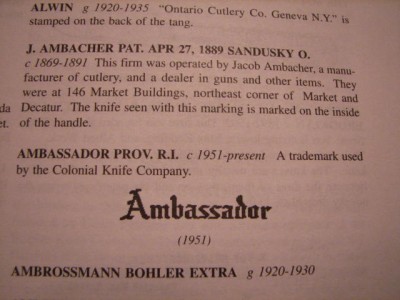 ALWIN g 1920-1935 "Ontario Cutlery Co. Geneva N.Y." is
stamped on the back of the tang.
J. AMBACHER PAT. APR 27, 1889 SANDUSKY O.
c 1869-1891 This firm was operated by Jacob Ambacher, a manu-
facturer of cutlery, and a dealer in guns and other items. They
were at 146 Market Buildings, northeast corner of Market and
da Decatur. The knife seen with this marking is marked on the inside
et. of the handle.
AMBASSADOR PROV. R.I. c 1951-present A trademark used
by the Colonial Knife Company.
Ambassador
(1951)
AMBROSSMANN BOHLER EXTRA g 1920-1930